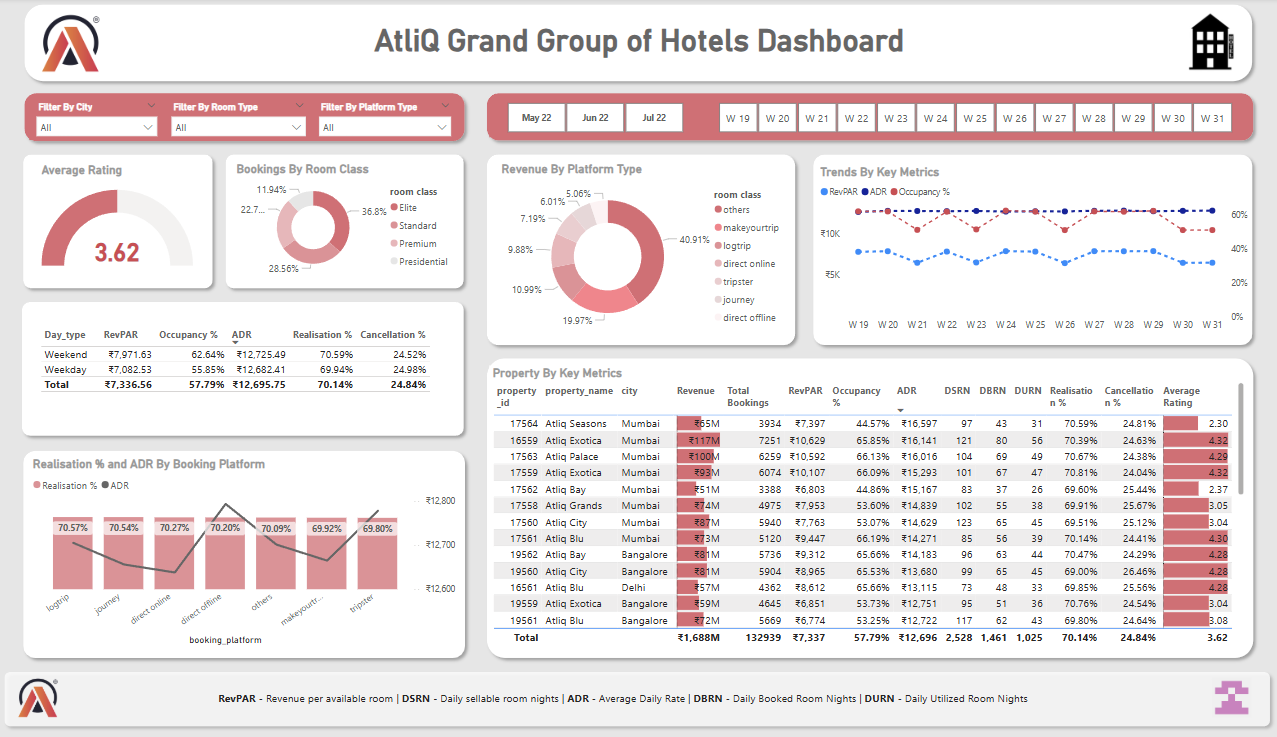 AtliQ Grand Group of Hotels Dashboard
Filter By City
All
Filter By Room Type
All
Filter By Platform Type
All
May 22 Jun 22 Jul 22
W 19 W 20 W 21 W 22 W 23 W 24 W 25 W 26 W 27 W 28 W 29 W 30 W 31
Average Rating
3.62
Bookings By Room Class
11.94%
22.7...
36.8%
28.56%
room class
Elite
Standard
Premium
Presidential
Revenue By Platform Type
5.06%
6.01%
7.19%
9.88%
10.99%
19.97%
40.91%
room class
others
makeyourtrip
logtrip
direct online
tripster
journey
direct offline
Trends By Key Metrics
RevPAR ADR Occupancy %
₹10K
₹5K
60%
40%
20%
0%
W 19 W 20 W 21 W 22 W 23 W 24 W 25 W 26 W 27 W 28 W 29 W 30 W 31
Day_type RevPAR Occupancy % ADR Realisation % Cancellation %
Weekend ₹7,971.63 62.64% ₹12,725.49 70.59% 24.52%
Weekday ₹7,082.53 55.85% ₹12,682.41 69.94% 24.98%
Total ₹7,336.56 57.79% ₹12,695.75 70.14% 24.84%
Realisation % and ADR By Booking Platform
Realisation % ADR
70.57% 70.54% 70.27% 70.20% 70.09% 69.92% 69.80%
₹12,800
₹12,700
₹12,600
logtrip journey direct online direct offline others makeyourtr... tripster
booking_platform
Property By Key Metrics
property property_name city Revenue Total RevPAR Occupancy ADR DSRN DBRN DURN Realisatio Cancellatio Average
_id Bookings % n % n % Rating
17564 Atliq Seasons Mumbai ₹65M 3934 ₹7,397 44.57% ₹16,597 97 43 31 70.59% 24.81% 2.30
16559 Atliq Exotica Mumbai ₹117M 7251 ₹10,629 65.85% ₹16,141 121 80 56 70.39% 24.63% 4.32
17563 Atliq Palace Mumbai ₹100M 6259 ₹10,592 66.13% ₹16,016 104 69 49 70.67% 24.38% 4.29
17559 Atliq Exotica Mumbai ₹93M 6074 ₹10,107 66.09% ₹15,293 101 67 47 70.81% 24.04% 4.32
17562 Atliq Bay Mumbai ₹51M 3388 ₹6,803 44.86% ₹15,167 83 37 26 69.60% 25.44% 2.37
17558 Atliq Grands Mumbai ₹74M 4975 ₹7,953 53.60% ₹14,839 102 55 38 69.91% 25.67% 3.05
17560 Atliq City Mumbai ₹87M 5940 ₹7,763 53.07% ₹14,629 123 65 45 69.51% 25.12% 3.04
17561 Atliq Blu Mumbai ₹73M 5120 ₹9,447 66.19% ₹14,271 85 56 39 70.14% 24.41% 4.30
19562 Atliq Bay Bangalore ₹81M 5736 ₹9,312 65.66% ₹14,183 96 63 44 70.47% 24.29% 4.28
19560 Atliq City Bangalore ₹81M 5904 ₹8,965 65.53% ₹13,680 99 65 45 69.00% 26.46% 4.28
16561 Atliq Blu Delhi ₹57M 4362 ₹8,612 65.66% ₹13,115 73 48 33 69.85% 25.56% 4.28
19559 Atliq Exotica Bangalore ₹59M 4645 ₹6,851 53.73% ₹12,751 95 51 36 70.76% 24.54% 3.04
19561 Atliq Blu Bangalore ₹72M 5669 ₹6,774 53.25% ₹12,722 117 62 43 69.80% 24.64% 3.08
Total ₹1,688M 132939 ₹7,337 57.79% ₹12,696 2,528 1,461 1,025 70.14% 24.84% 3.62
RevPAR - Revenue per available room | DSRN - Daily sellable room nights | ADR - Average Daily Rate | DBRN - Daily Booked Room Nights | DURN - Daily Utilized Room Nights